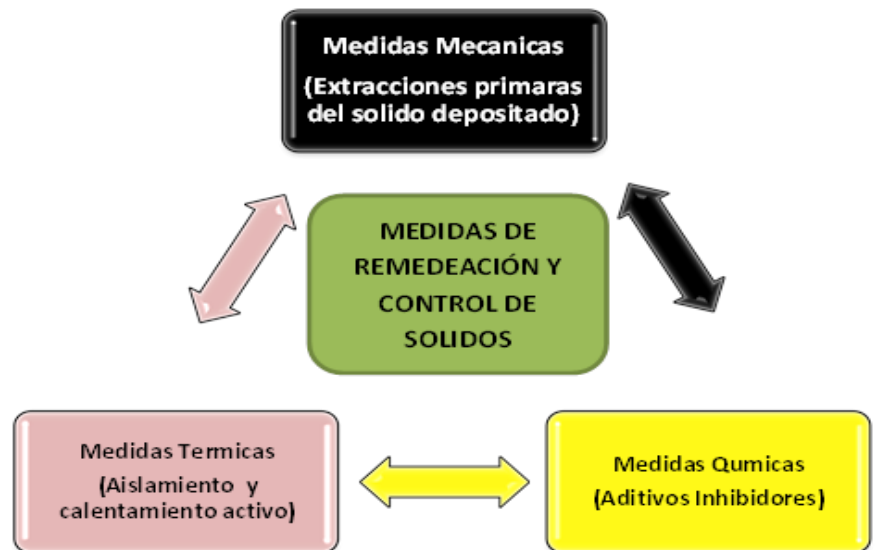 Medidas Mecanicas
(Extracciones primaras
del solido depositado)
MEDIDAS DE
REMEDEACIÓN Y
CONTROL DE
SOLIDOS
Medidas Termicas
(Aislamiento y
calentamiento activo)
Medidas Qumicas
(Aditivos Inhibidores)